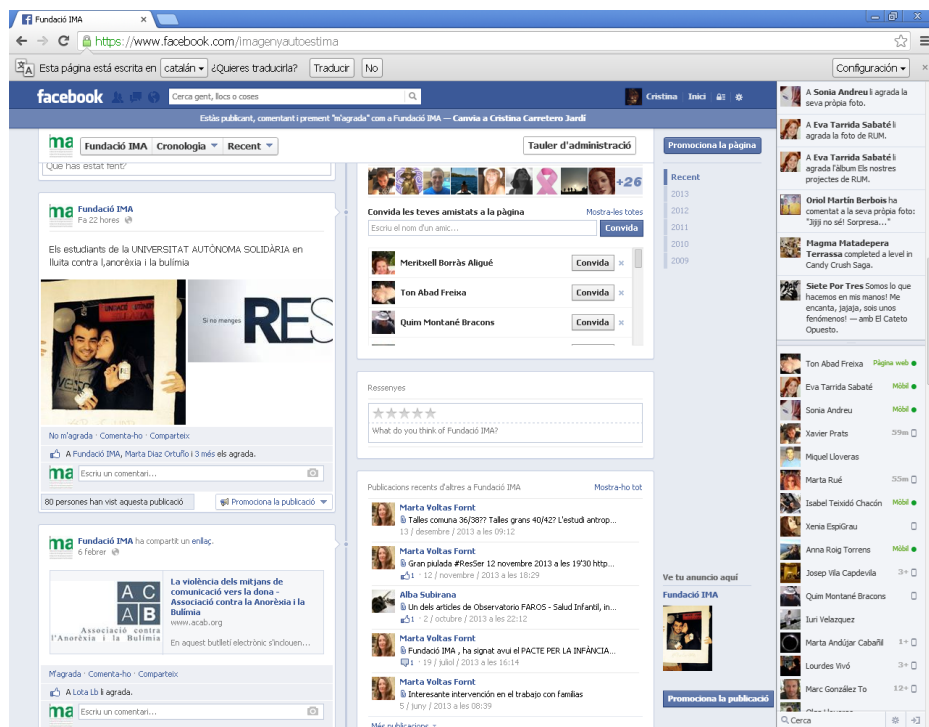 Fundació IMA
https://www.facebook.com/imagenyautoestima
Esta página está escrita en catalán ¿Quieres traducirla? Traducir No Configuración
facebook Cerca gent, llocs o coses Cristina Inici
Estàs publicant, comentant i prement "m'agrada" com a Fundació IMA — Canvia a Cristina Carretero Jardí
ima Fundació IMA Cronologia Recent Tauler d'administració
Promociona la pàgina
Recent
2013
2012
2011
2010
2009
Què has estat fent?
ima Fundació IMA
Fa 22 hores
Els estudiants de la UNIVERSITAT AUTÒNOMA SOLIDÀRIA en
lluita contra l,anorèxia i la bulímia
Si no menges RES
No m'agrada · Comenta-ho · Comparteix
A Fundació IMA, Marta Diaz Ortuño i 3 més els agrada.
ima Escriu un comentari...
80 persones han vist aquesta publicació Promociona la publicació
ima Fundació IMA ha compartit un enllaç.
6 febrer
AC
AB
Associació contra
l'Anorèxia i la Bulímia
La violència dels mitjans de
comunicació vers la dona -
Associació contra la Anorèxia i la
Bulímia
www.acab.org
En aquest butlletí electrònic s'inclouen...
M'agrada · Comenta-ho · Comparteix
A Lota Lb li agrada.
ima Escriu un comentari...
+26
Convida les teves amistats a la pàgina Mostra-les totes
Escriu el nom d'un amic... Convida
Meritxell Borràs Aligué Convida ×
Ton Abad Freixa Convida ×
Quim Montané Bracons Convida ×
Ressenyes
What do you think of Fundació IMA?
Publicacions recents d'altres a Fundació IMA Mostra-ho tot
Marta Voltas Fornt
Talles comuna 36/38?? Talles grans 40/42? L'estudi antrop...
13 / desembre / 2013 a les 09:12
Marta Voltas Fornt
Gran piulada #ResSer 12 novembre 2013 a les 19'30 http...
1 · 12 / novembre / 2013 a les 18:29
Alba Subirana
Un dels articles de Observatorio FAROS - Salud Infantil, in...
1 · 2 / octubre / 2013 a les 22:12
Marta Voltas Fornt
Fundació IMA , ha signat avui el PACTE PER LA INFÀNCIA...
1 · 19 / juliol / 2013 a les 16:14
Marta Voltas Fornt
Interesante intervención en el trabajo con familias
5 / juny / 2013 a les 08:39
Més publicacions
Ve tu anuncio aquí
Fundació IMA
Promociona la publicació
A Sonia Andreu li agrada la
seva pròpia foto.
A Eva Tarrida Sabaté li
agrada la foto de RUM.
A Eva Tarrida Sabaté li
agrada l'àlbum Els nostres
projectes de RUM.
Oriol Martín Berbois ha
comentat a la seva pròpia foto:
"Jijiji no sé! Sorpresa..."
Magma Matadepera
Terrassa completed a level in
Candy Crush Saga.
Siete Por Tres Somos lo que
hacemos en mis manos! Me
encanta, jajaja, sois unos
fenómenos! — amb El Cateto
Opuesto.
Ton Abad Freixa Pàgina web
Eva Tarrida Sabaté Mòbil
Sonia Andreu Mòbil
Xavier Prats 59m
Miquel Lloveras
Marta Rué 55m
Isabel Teixidó Chacón Mòbil
Xenia EspiGrau
Anna Roig Torrens Mòbil
Josep Vila Capdevila 3+
Quim Montané Bracons
Iuri Velazquez
Marta Andújar Cabañil 1+
Lourdes Vivó 3+
Marc González To 12+
Cerca